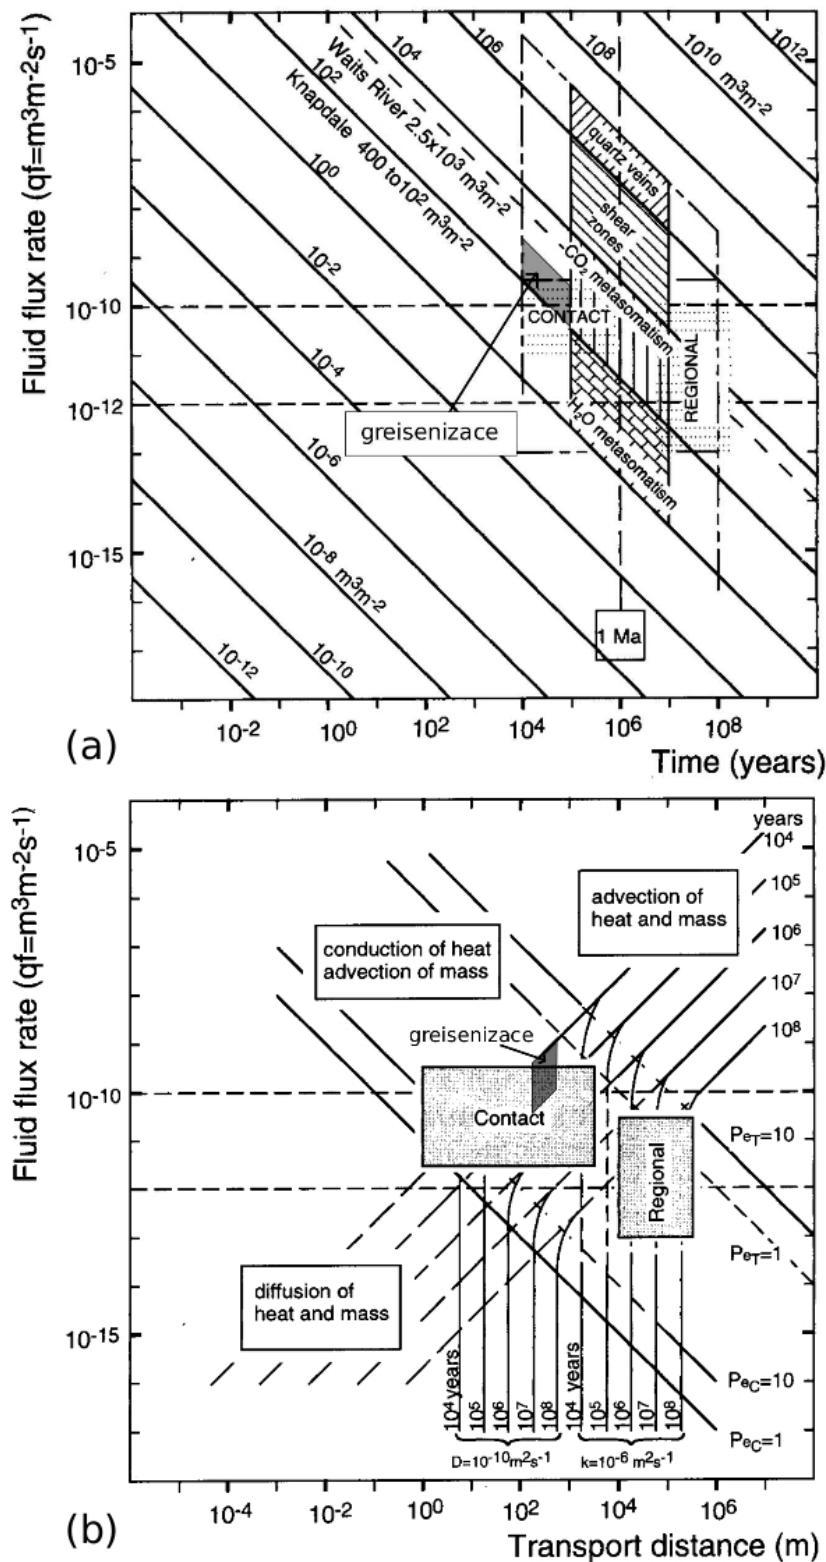 Fluid flux rate (qf=m3m-2s-1)
10-5
10-10
10-12
10-15
104
106
108
1010 m3m-2
1012
Waits River 2.5x103 m3m-2
102
Knapdale 400 to102 m3m-2
100
10-2
10-4
10-6
10-8 m3m-2
10-10
10-12
quartz veins
shear
zones
CO2 metasomatism
CONTACT
REGIONAL
greisenizace
H2O metasomatism
1 Ma
10-2
100
102
104
106
108
(a)
Time (years)
Fluid flux rate (qf=m3m-2s-1)
10-5
10-10
10-15
years
104
105
106
107
108
advection of
heat and mass
conduction of heat
advection of mass
greisenizace
Contact
Regional
PeT=10
PeT=1
diffusion of
heat and mass
PeC=10
PeC=1
104 years
105
106
107
108
104 years
105
106
107
108
D=10-10m2s-1
k=10-6 m2s-1
10-4
10-2
100
102
104
106
(b)
Transport distance (m)